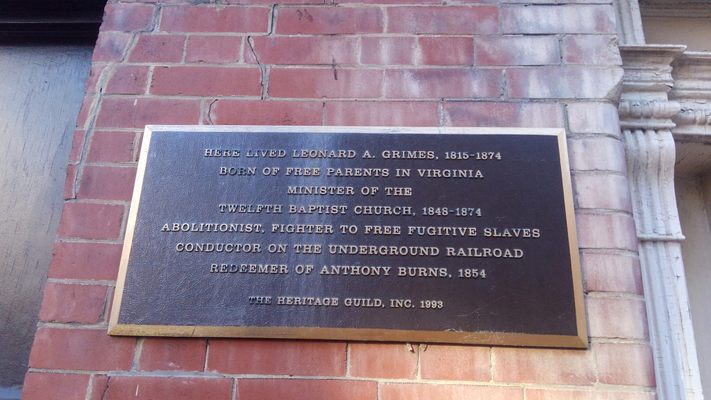 HERE LIVED LEONARD A. GRIMES, 1815-1874
BORN OF FREE PARENTS IN VIRGINIA
MINISTER OF THE
TWELFTH BAPTIST CHURCH, 1848-1874
ABOLITIONIST, FIGHTER TO FREE FUGITIVE SLAVES
CONDUCTOR ON THE UNDERGROUND RAILROAD
REDEEMER OF ANTHONY BURNS, 1854
THE HERITAGE GUILD, INC. 1993